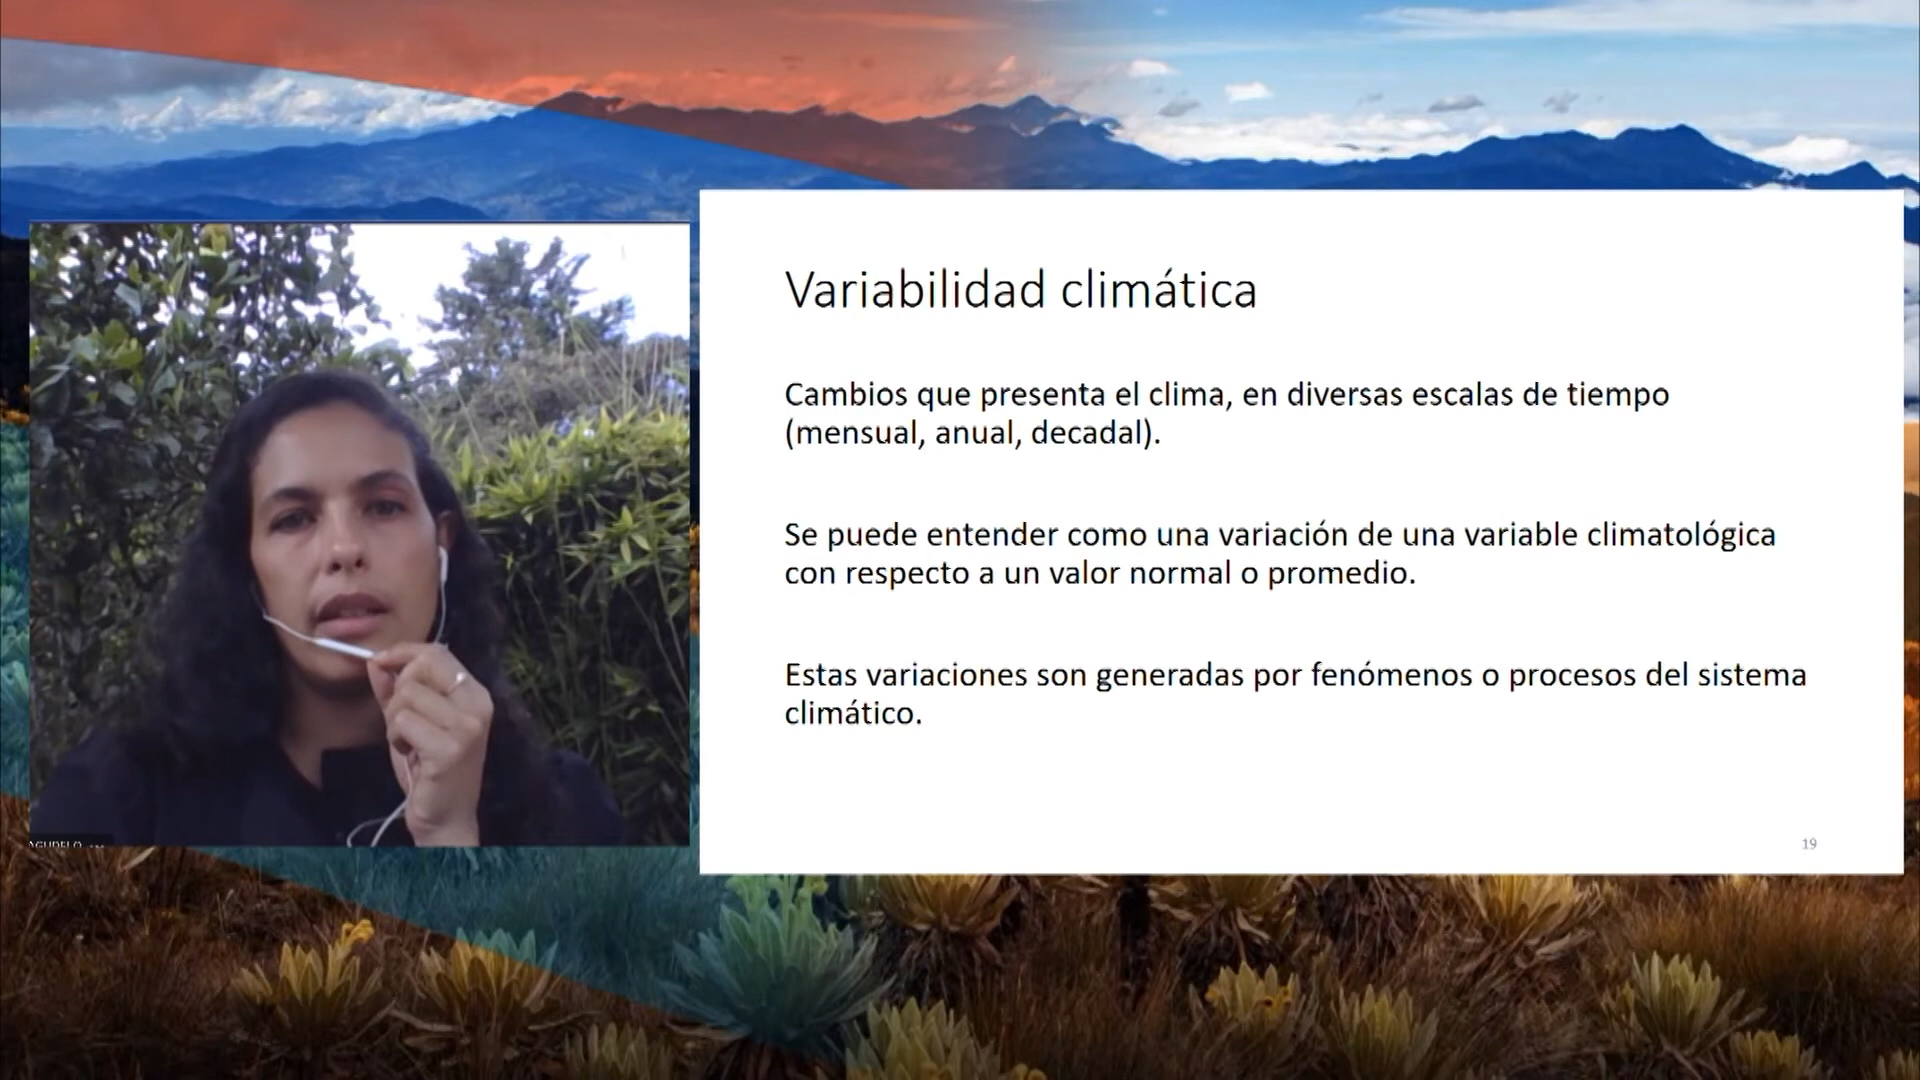 Variabilidad climática
Cambios que presenta el clima, en diversas escalas de tiempo
(mensual, anual, decadal).
Se puede entender como una variación de una variable climatológica
con respecto a un valor normal o promedio.
Estas variaciones son generadas por fenómenos o procesos del sistema
climático.
19
AGUDELO